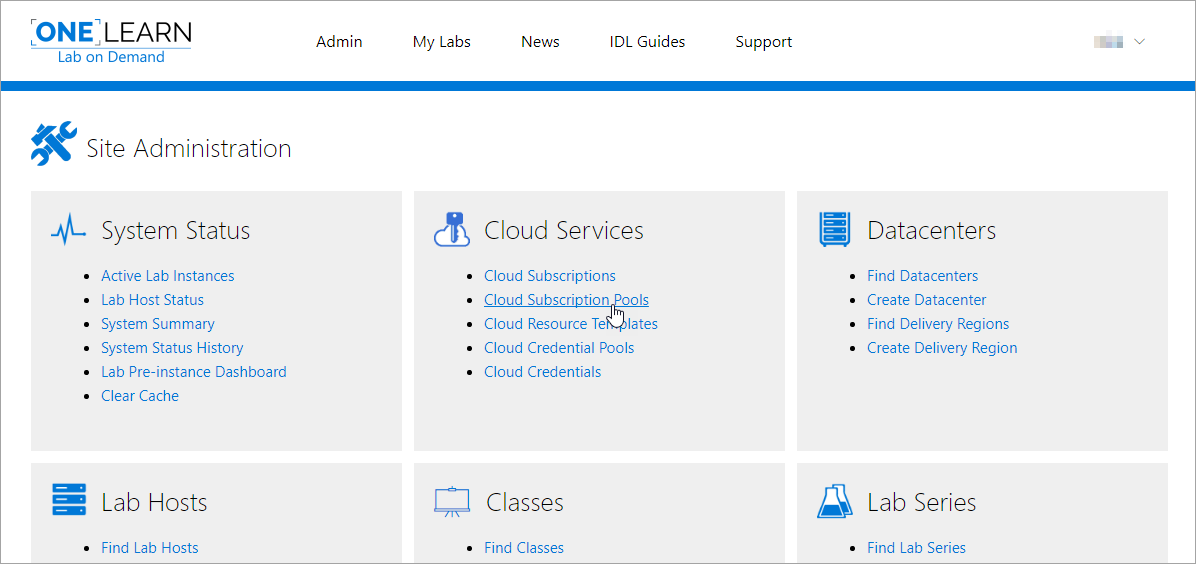 ONE LEARN
Lab on Demand
Admin My Labs News IDL Guides Support
Site Administration
System Status
Active Lab Instances
Lab Host Status
System Summary
System Status History
Lab Pre-instance Dashboard
Clear Cache
Cloud Services
Cloud Subscriptions
Cloud Subscription Pools
Cloud Resource Templates
Cloud Credential Pools
Cloud Credentials
Datacenters
Find Datacenters
Create Datacenter
Find Delivery Regions
Create Delivery Region
Lab Hosts
Find Lab Hosts
Classes
Find Classes
Lab Series
Find Lab Series